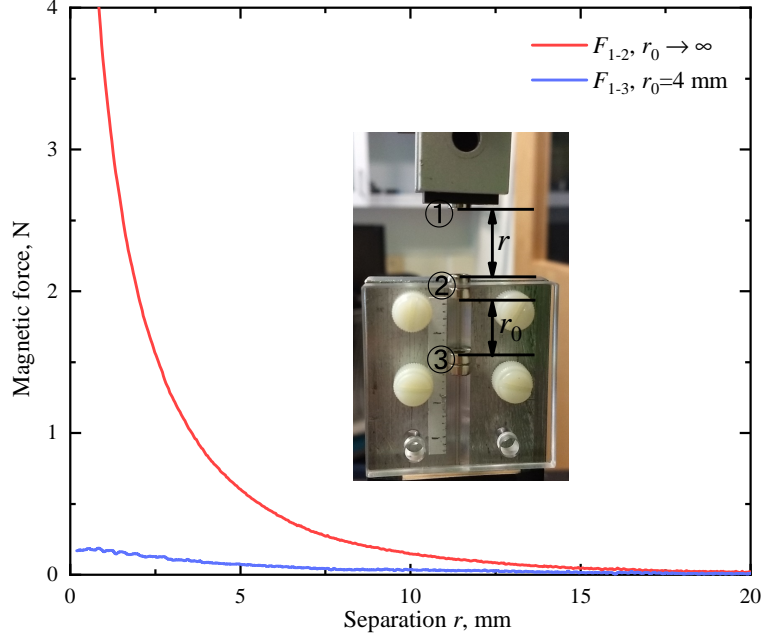 4
3
2
1
0
Magnetic force, N
F₁₋₂, r₀ → ∞
F₁₋₃, r₀=4 mm
①
r
②
r₀
③
0
5
10
15
20
Separation r, mm